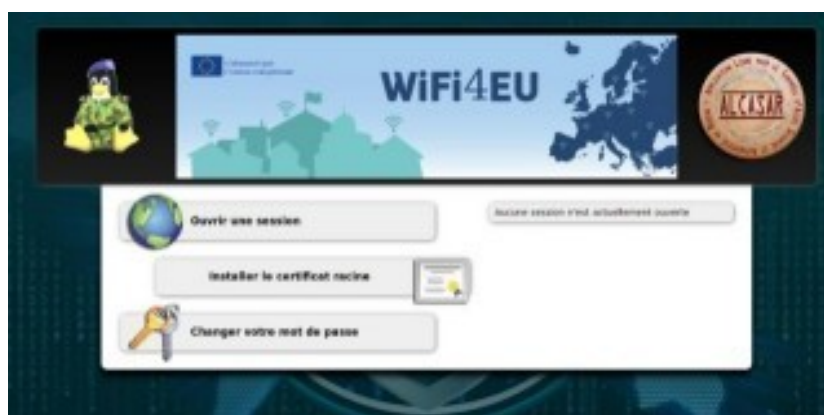 WiFi4EU
ALCASAR
Ouvrir une session
Aucune session n'est actuellement ouverte
Installer le certificat racine
Changer votre mot de passe